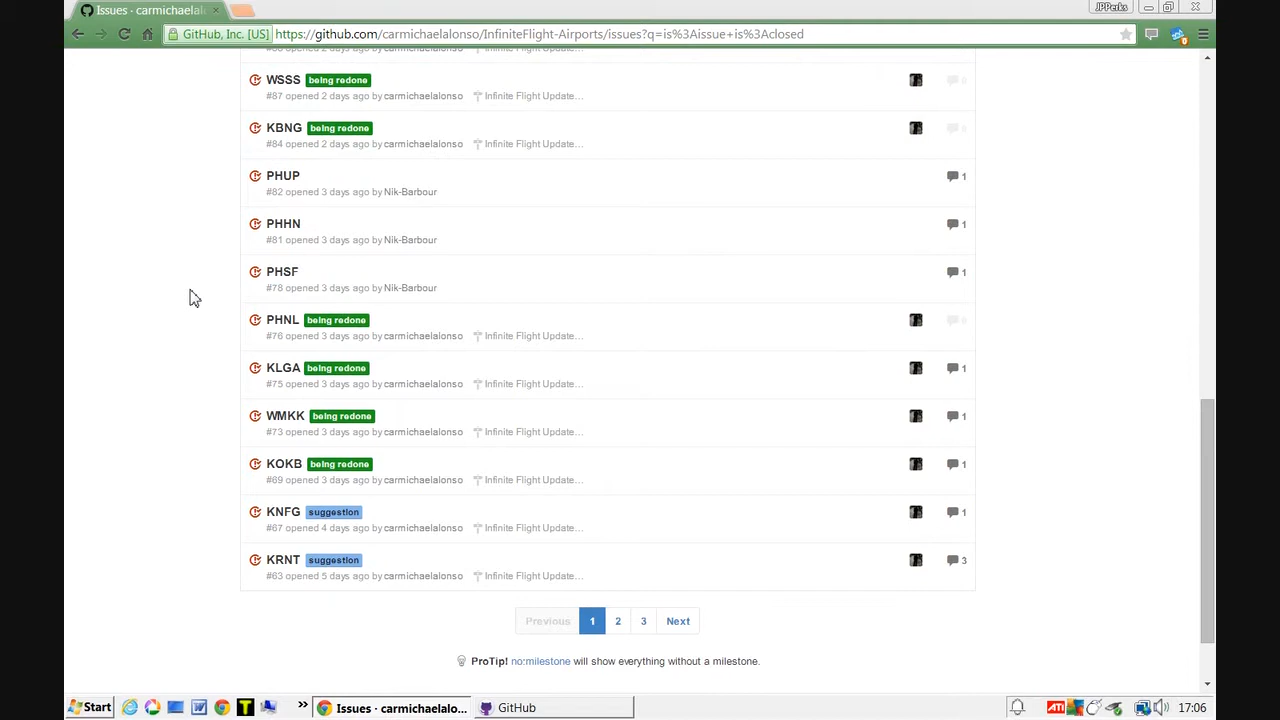 Issues - carmichaela
JPPerks
GitHub, Inc. [US]
https://github.com/carmichaelalonso/InfiniteFlight-Airports/issues?q=is%3Aissue+is%3Aclosed
WSSS being redone
#87 opened 2 days ago by carmichaelalonso Infinite Flight Update…
KBNG being redone
#84 opened 2 days ago by carmichaelalonso Infinite Flight Update…
PHUP 1
#82 opened 3 days ago by Nik-Barbour
PHHN 1
#81 opened 3 days ago by Nik-Barbour
PHSF 1
#78 opened 3 days ago by Nik-Barbour
PHNL being redone
#76 opened 3 days ago by carmichaelalonso Infinite Flight Update…
KLGA being redone 1
#75 opened 3 days ago by carmichaelalonso Infinite Flight Update…
WMKK being redone 1
#73 opened 3 days ago by carmichaelalonso Infinite Flight Update…
KOKB being redone 1
#69 opened 3 days ago by carmichaelalonso Infinite Flight Update…
KNFG suggestion 1
#67 opened 4 days ago by carmichaelalonso Infinite Flight Update…
KRNT suggestion 3
#63 opened 5 days ago by carmichaelalonso Infinite Flight Update…
Previous 1 2 3 Next
ProTip! no:milestone will show everything without a milestone.
Start
»
Issues · carmichaelalo...
GitHub
ATI
17:06